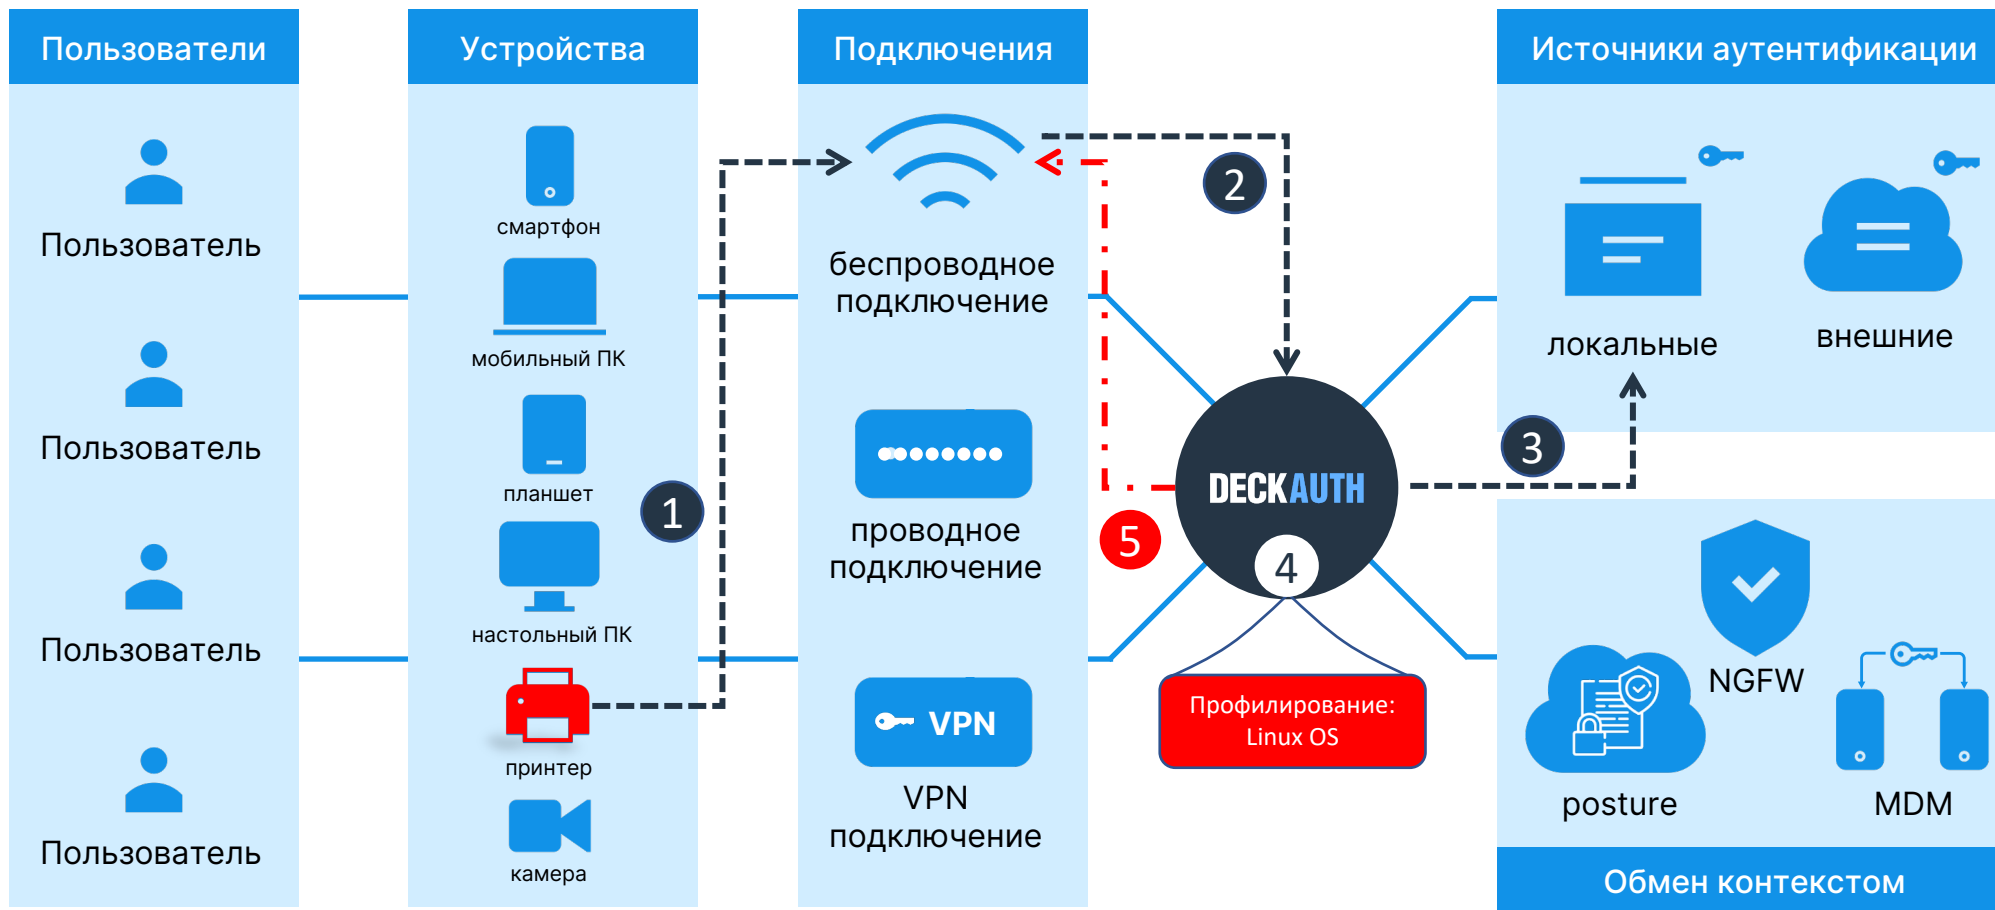 Пользователи
Пользователь
Пользователь
Пользователь
Пользователь
Устройства
смартфон
мобильный ПК
планшет
настольный ПК
принтер
камера
1
Подключения
беспроводное
подключение
проводное
подключение
VPN
VPN
подключение
2
DECKAUTH
3
4
5
Профилирование:
Linux OS
Источники аутентификации
локальные
внешние
NGFW
posture
MDM
Обмен контекстом